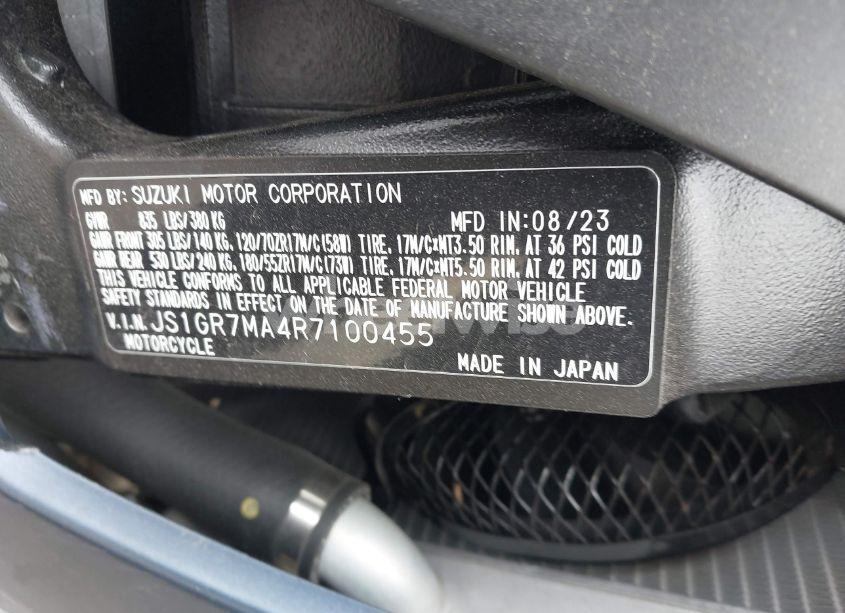 MFD BY: SUZUKI MOTOR CORPORATION
GVWR 835 LBS/380 KG MFD IN:08/23
GAWR FRONT 305 LBS/140 KG, 120/70ZR17M/C(58W) TIRE, 17M/CxMT3.50 RIM, AT 36 PSI COLD
GAWR REAR 530 LBS/240 KG, 180/55ZR17M/C(73W) TIRE, 17M/CxMT5.50 RIM, AT 42 PSI COLD
THIS VEHICLE CONFORMS TO ALL APPLICABLE FEDERAL MOTOR VEHICLE
SAFETY STANDARDS IN EFFECT ON THE DATE OF MANUFACTURE SHOWN ABOVE.
V.I.N. JS1GR7MA4R7100455
MOTORCYCLE MADE IN JAPAN